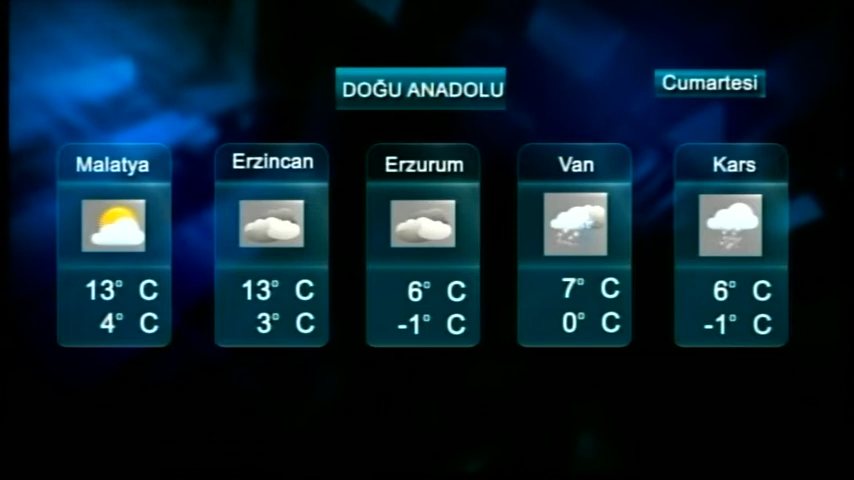 DOĞU ANADOLU
Cumartesi
Malatya
13° C
4° C
Erzincan
13° C
3° C
Erzurum
6° C
-1° C
Van
7° C
0° C
Kars
6° C
-1° C